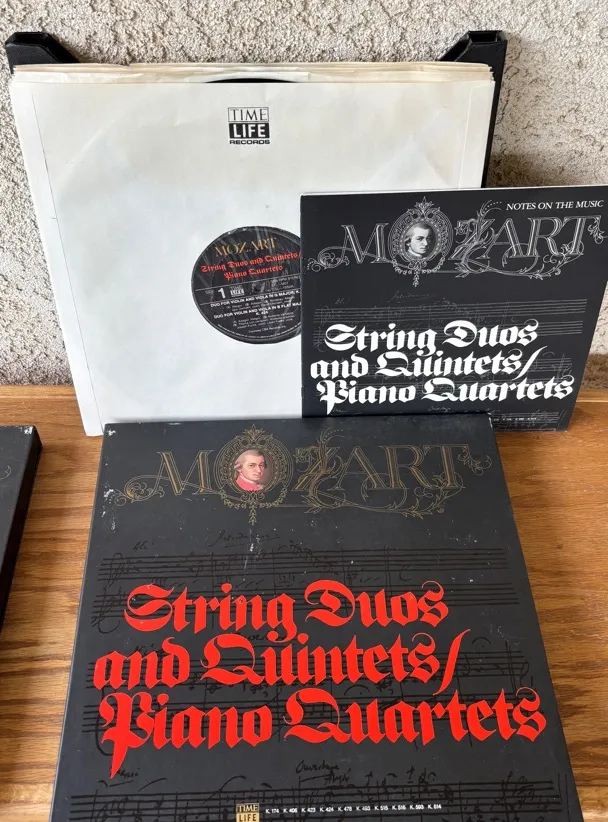 TIME
LIFE
RECORDS
MOZART
String Duos and Quintets/
Piano Quartets
1
DUO FOR VIOLIN AND VIOLA IN G MAJOR, K.
DUO FOR VIOLIN AND VIOLA IN B FLAT MAJ
NOTES ON THE MUSIC
MOZART
String Duos
and Quintets/
Piano Quartets
MOZART
String Duos
and Quintets/
Piano Quartets
TIME
LIFE
K. 174 K. 406 K. 423 K. 424 K. 478 K. 493 K. 515 K. 516 K. 593 K. 614